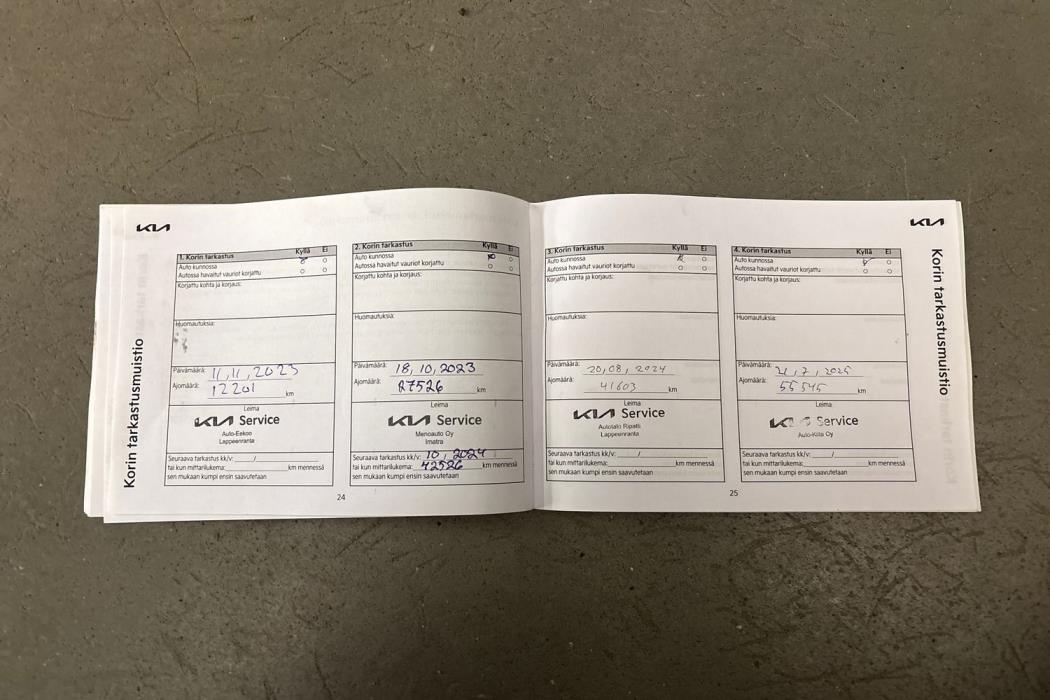 KIA
Korin tarkastusmuistio
1. Korin tarkastus Kyllä Ei
Auto kunnossa
Autossa havaitut vauriot korjattu
Korjattu kohta ja korjaus:
Huomautuksia:
Päivämäärä: 11, 11, 2023
Ajomäärä: 12201 km
Leima
KIA Service
Auto-Eekoo
Lappeenranta
Seuraava tarkastus kk/v: /
tai kun mittarilukema: km mennessä
sen mukaan kumpi ensin saavutetaan
2. Korin tarkastus Kyllä Ei
Auto kunnossa
Autossa havaitut vauriot korjattu
Korjattu kohta ja korjaus:
Huomautuksia:
Päivämäärä: 18, 10, 2023
Ajomäärä: 27526 km
Leima
KIA Service
Menoauto Oy
Imatra
Seuraava tarkastus kk/v: 10, 2024
tai kun mittarilukema: 42526 km mennessä
sen mukaan kumpi ensin saavutetaan
24
3. Korin tarkastus Kyllä Ei
Auto kunnossa
Autossa havaitut vauriot korjattu
Korjattu kohta ja korjaus:
Huomautuksia:
Päivämäärä: 20, 08, 2024
Ajomäärä: 41603 km
Leima
KIA Service
Autotalo Ripatti
Lappeenranta
Seuraava tarkastus kk/v: /
tai kun mittarilukema: km mennessä
sen mukaan kumpi ensin saavutetaan
4. Korin tarkastus Kyllä Ei
Auto kunnossa
Autossa havaitut vauriot korjattu
Korjattu kohta ja korjaus:
Huomautuksia:
Päivämäärä: 21, 7, 2025
Ajomäärä: 55545 km
Leima
KIA Service
Auto-Kilta Oy
Seuraava tarkastus kk/v: /
tai kun mittarilukema: km mennessä
sen mukaan kumpi ensin saavutetaan
25
KIA
Korin tarkastusmuistio